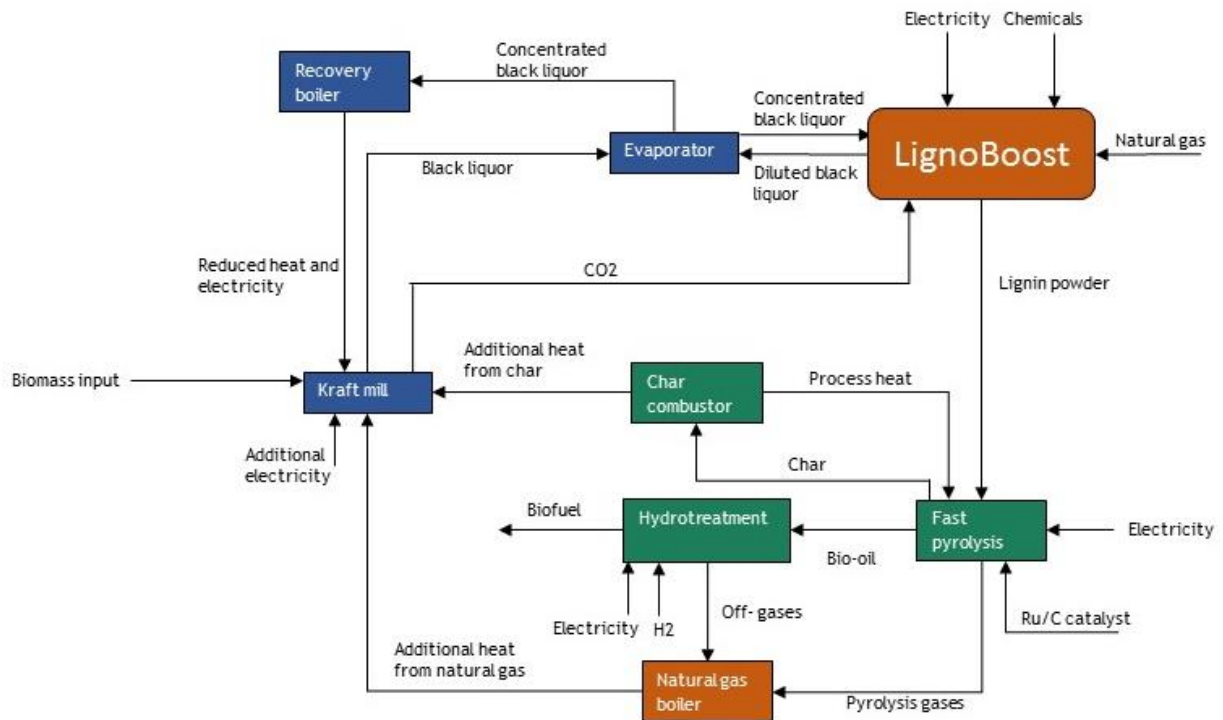 Electricity
Chemicals
Concentrated
black liquor
Recovery
boiler
Concentrated
black liquor
LignoBoost
Natural gas
Evaporator
Black liquor
Diluted black
liquor
Reduced heat and
electricity
CO2
Lignin powder
Additional heat
from char
Char
combustor
Process heat
Biomass input
Kraft mill
Additional
electricity
Char
Biofuel
Hydrotreatment
Bio-oil
Fast
pyrolysis
Electricity
Electricity
H2
Off- gases
Ru/C catalyst
Additional heat
from natural gas
Natural gas
boiler
Pyrolysis gases